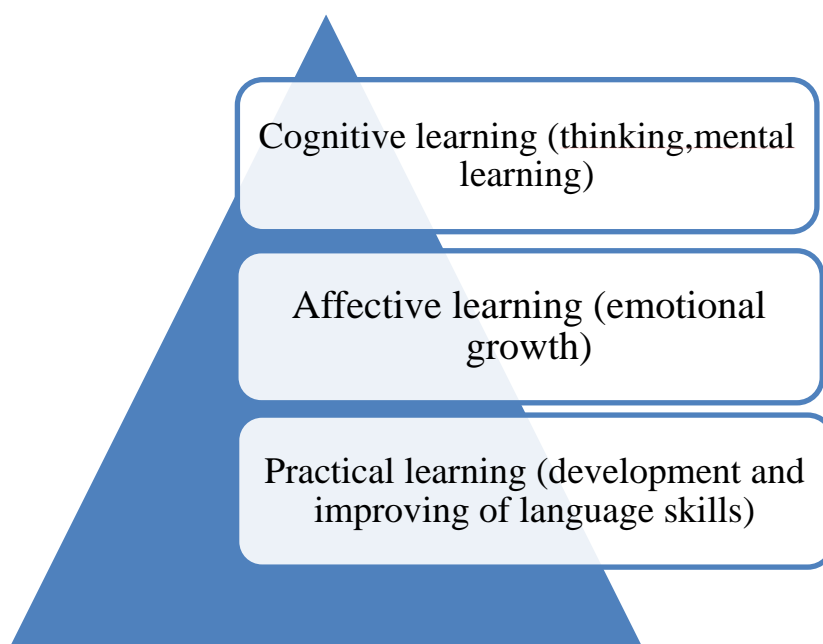 Cognitive learning (thinking,mental
learning)
Affective learning (emotional
growth)
Practical learning (development and
improving of language skills)